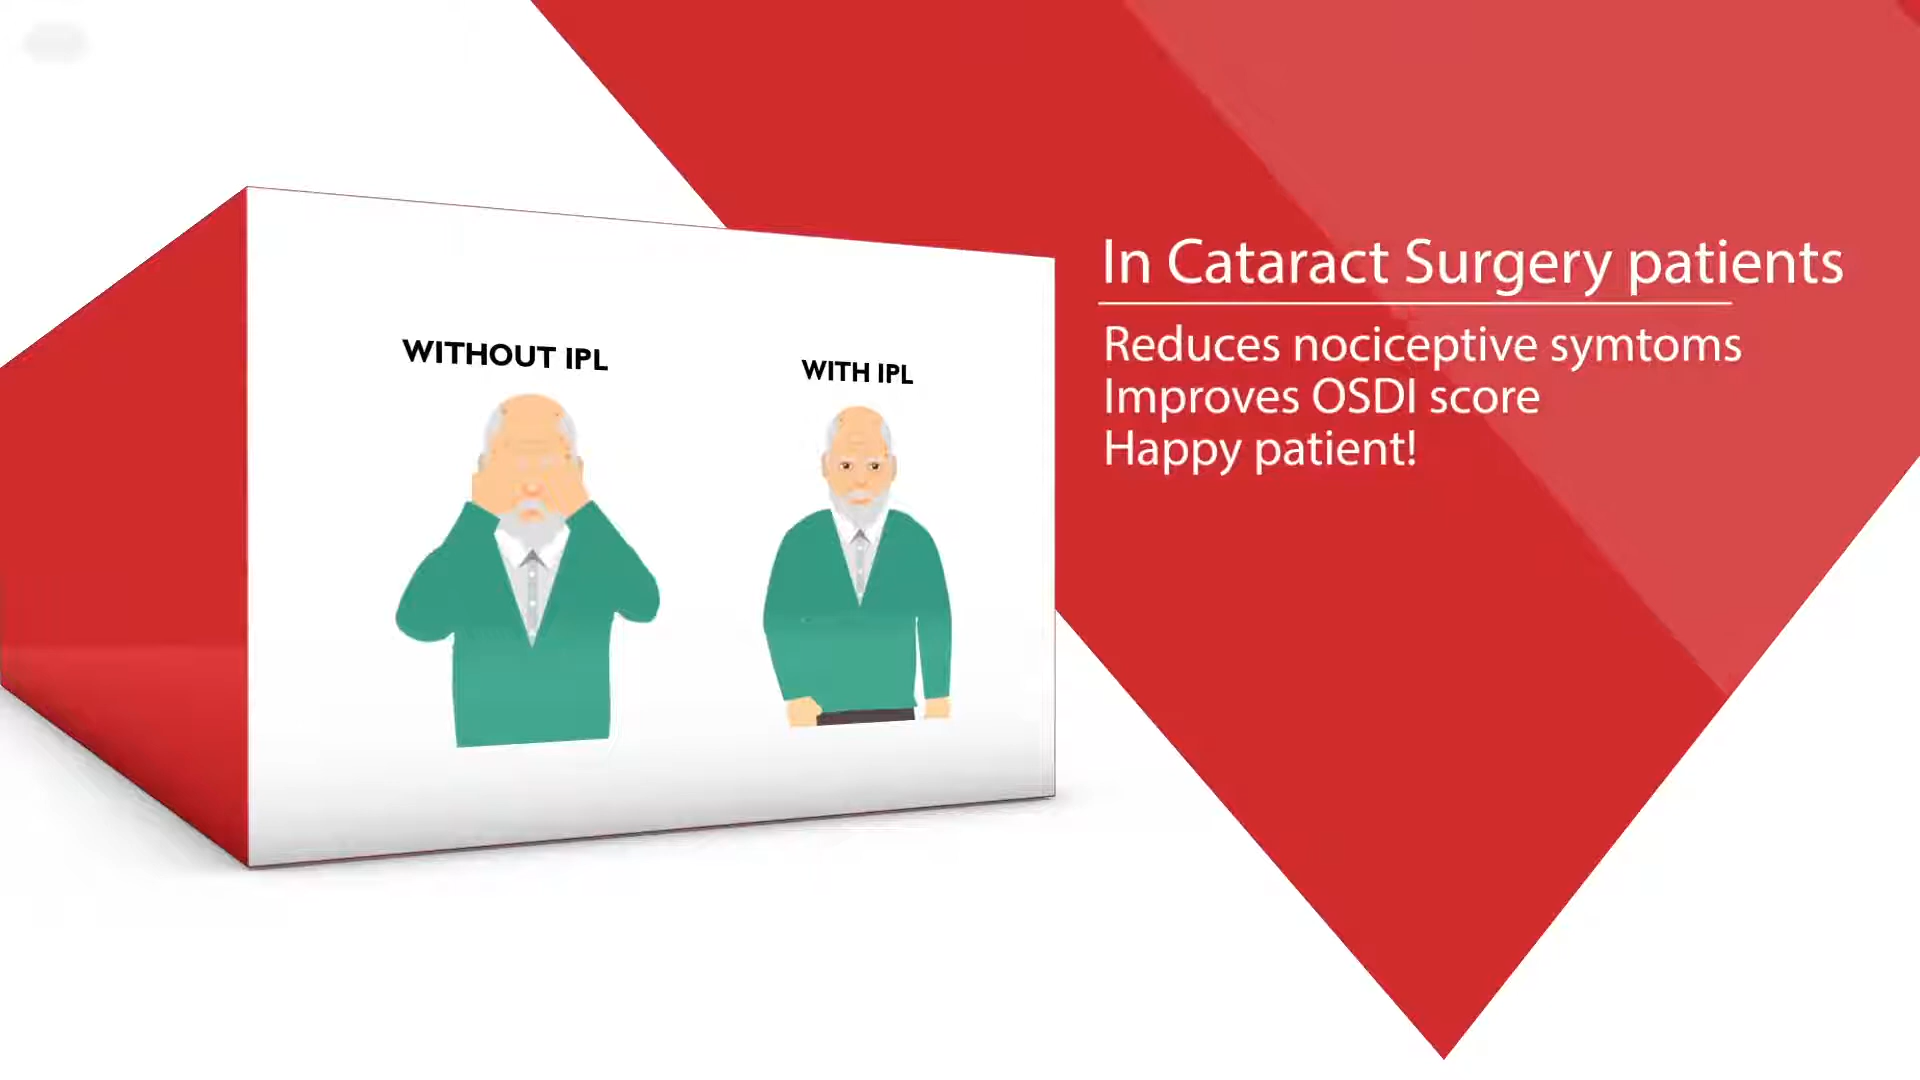 WITHOUT IPL
WITH IPL
In Cataract Surgery patients
Reduces nociceptive symtoms
Improves OSDI score
Happy patient!